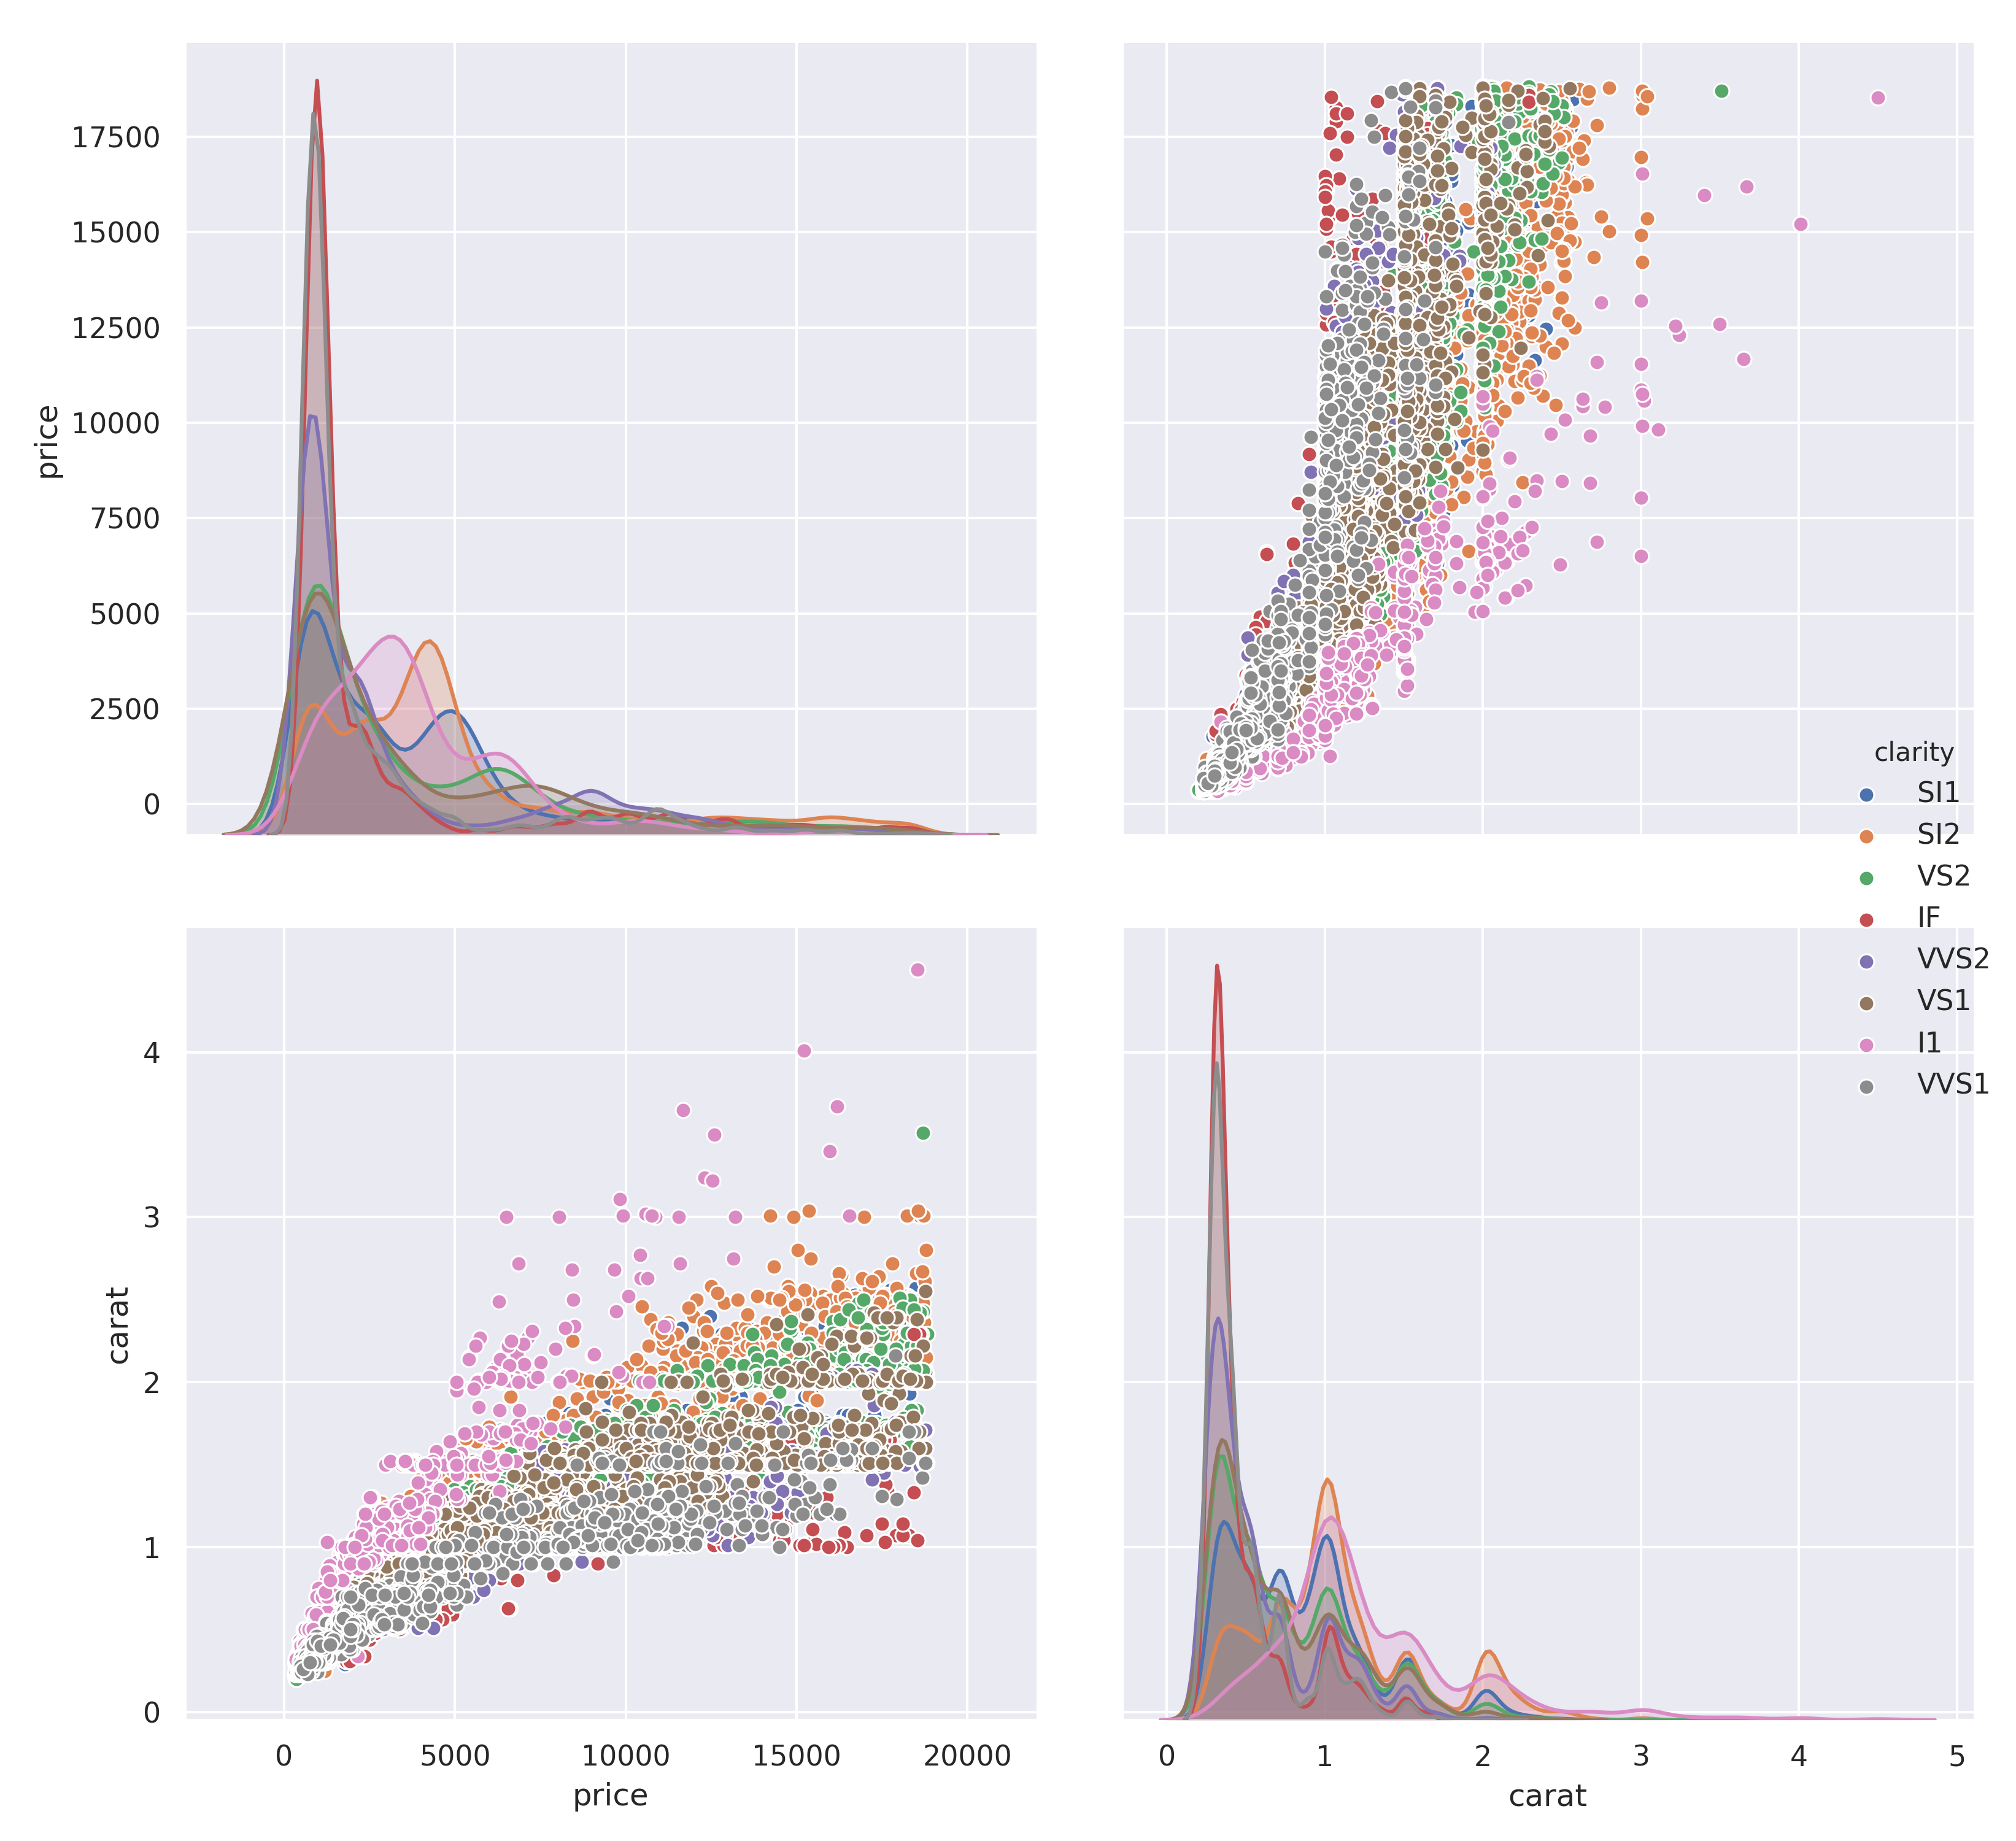 price
17500
15000
12500
10000
7500
5000
2500
0
clarity
SI1
SI2
VS2
IF
VVS2
VS1
I1
VVS1
carat
4
3
2
1
0
0 5000 10000 15000 20000
price
0 1 2 3 4 5
carat